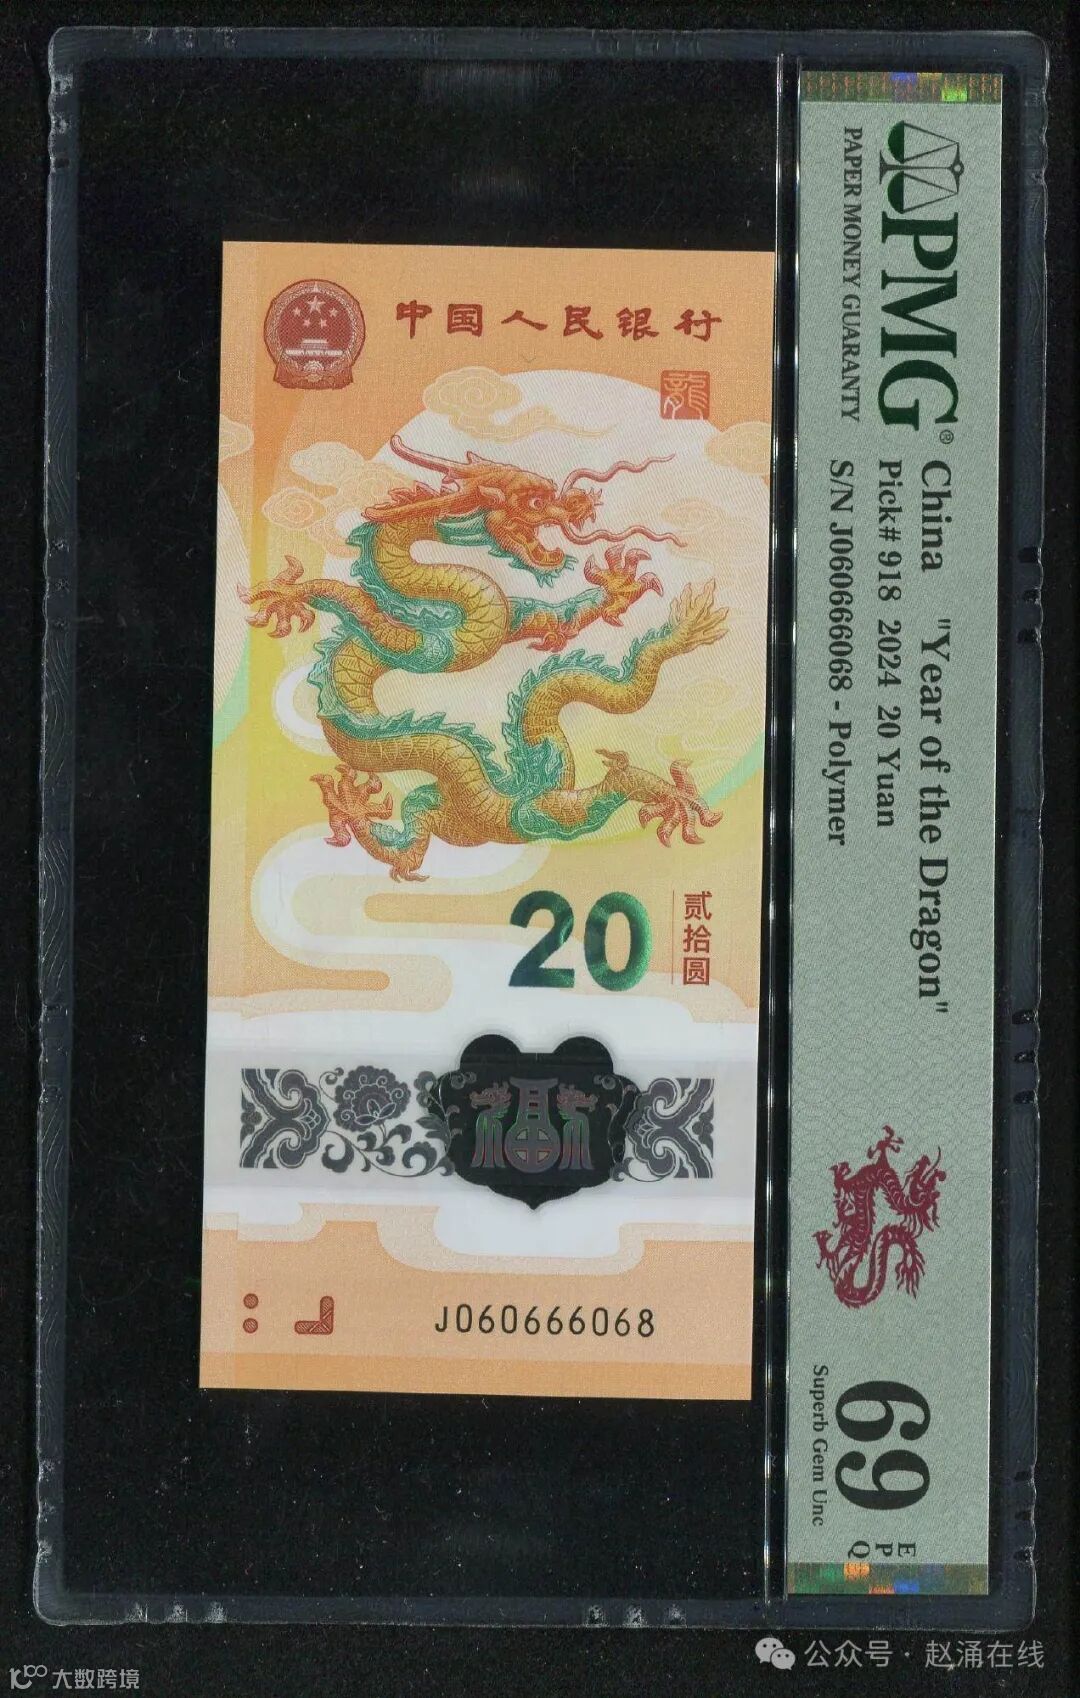 中国人民银行
龍
20
贰拾圆
福
J060666068
PMG®
PAPER MONEY GUARANTY
China "Year of the Dragon"
Pick# 918 2024 20 Yuan
S/N J060666068 - Polymer
69
EPQ
Superb Gem Unc
公众号·赵涌在线
大数跨境